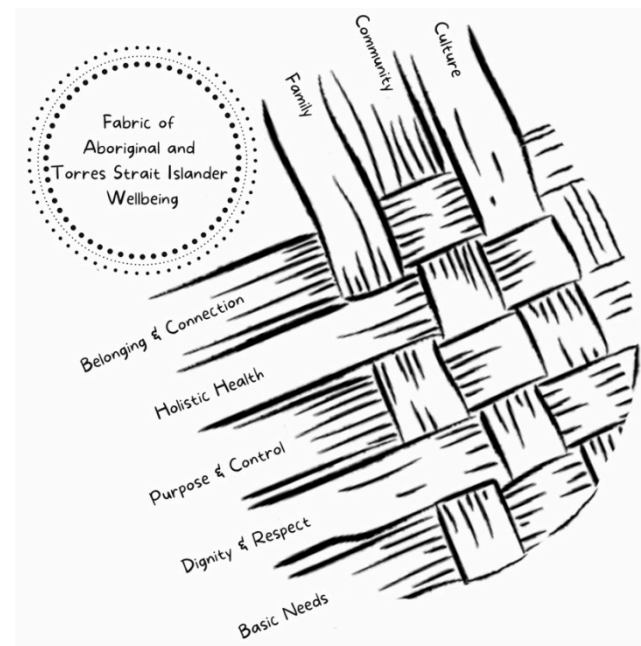 Fabric of
Aboriginal and
Torres Strait Islander
Wellbeing
Family
Community
Culture
Belonging & Connection
Holistic Health
Purpose & Control
Dignity & Respect
Basic Needs